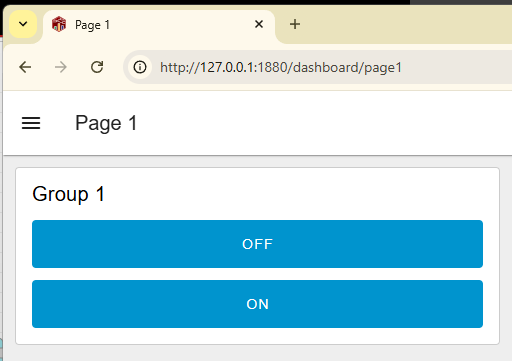 Page 1
http://127.0.0.1:1880/dashboard/page1
Page 1
Group 1
OFF
ON